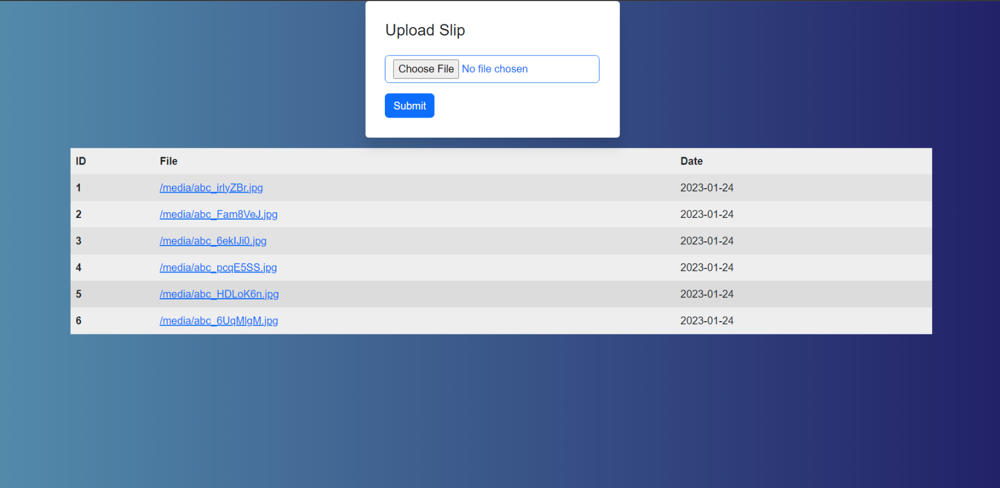 Upload Slip
Choose File No file chosen
Submit
ID File Date
1 /media/abc_irlyZBr.jpg 2023-01-24
2 /media/abc_Fam8VeJ.jpg 2023-01-24
3 /media/abc_6ekIJi0.jpg 2023-01-24
4 /media/abc_pcqE5SS.jpg 2023-01-24
5 /media/abc_HDLoK6n.jpg 2023-01-24
6 /media/abc_6UqMlgM.jpg 2023-01-24